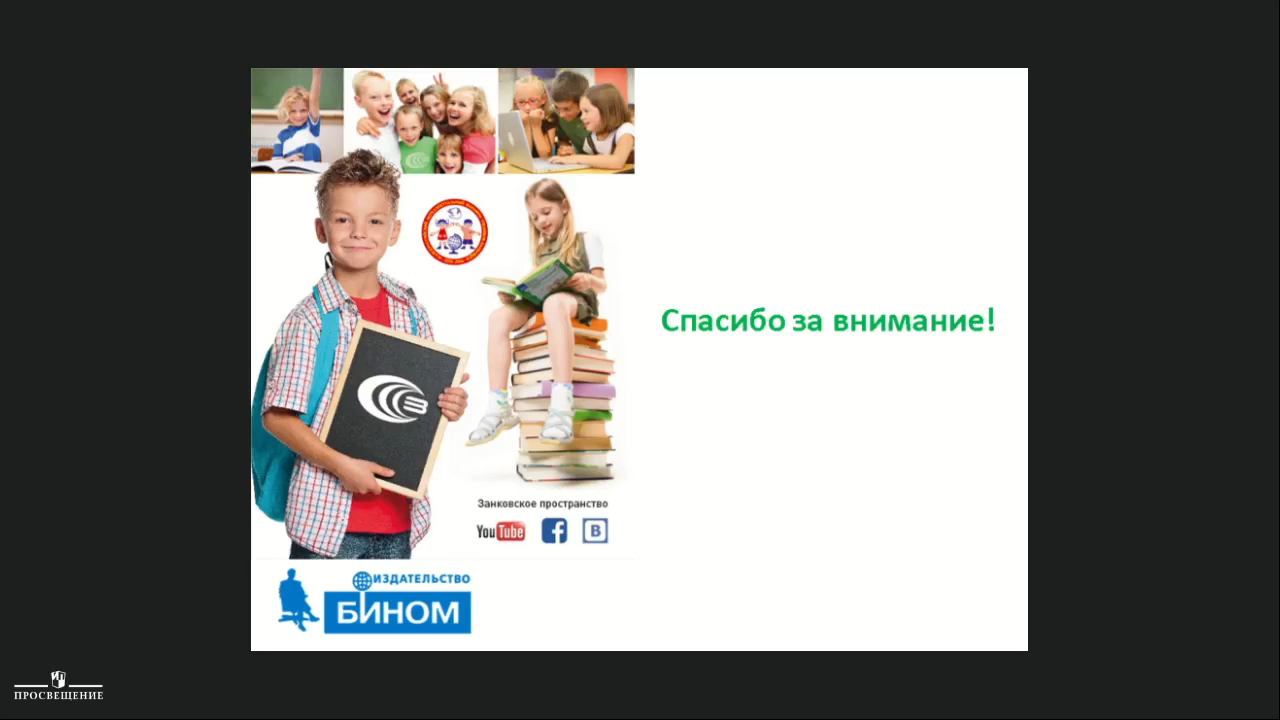 Спасибо за внимание!
З
Занковское пространство
YouTube
f
В
ИЗДАТЕЛЬСТВО
БИНОМ
ПРОСВЕЩЕНИЕ